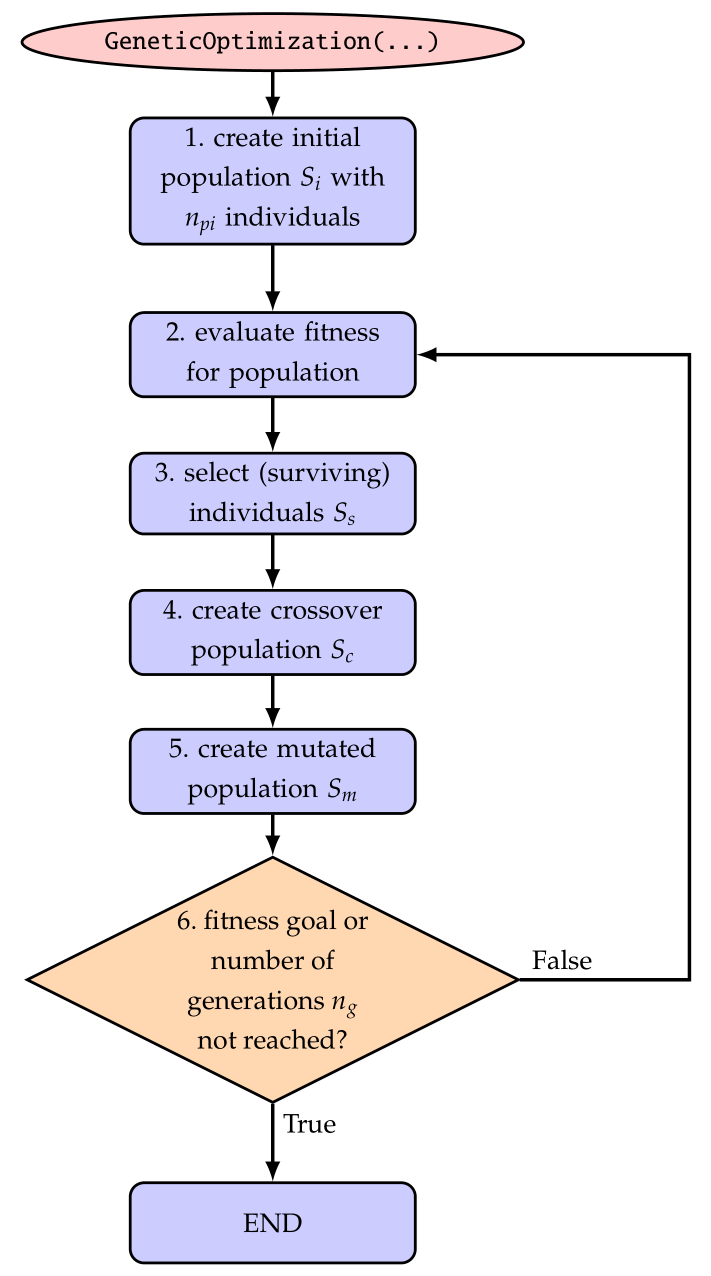 GeneticOptimization(...)
1. create initial
population S_i with
n_{pi} individuals
2. evaluate fitness
for population
3. select (surviving)
individuals S_s
4. create crossover
population S_c
5. create mutated
population S_m
6. fitness goal or
number of
generations n_g
not reached?
False
True
END